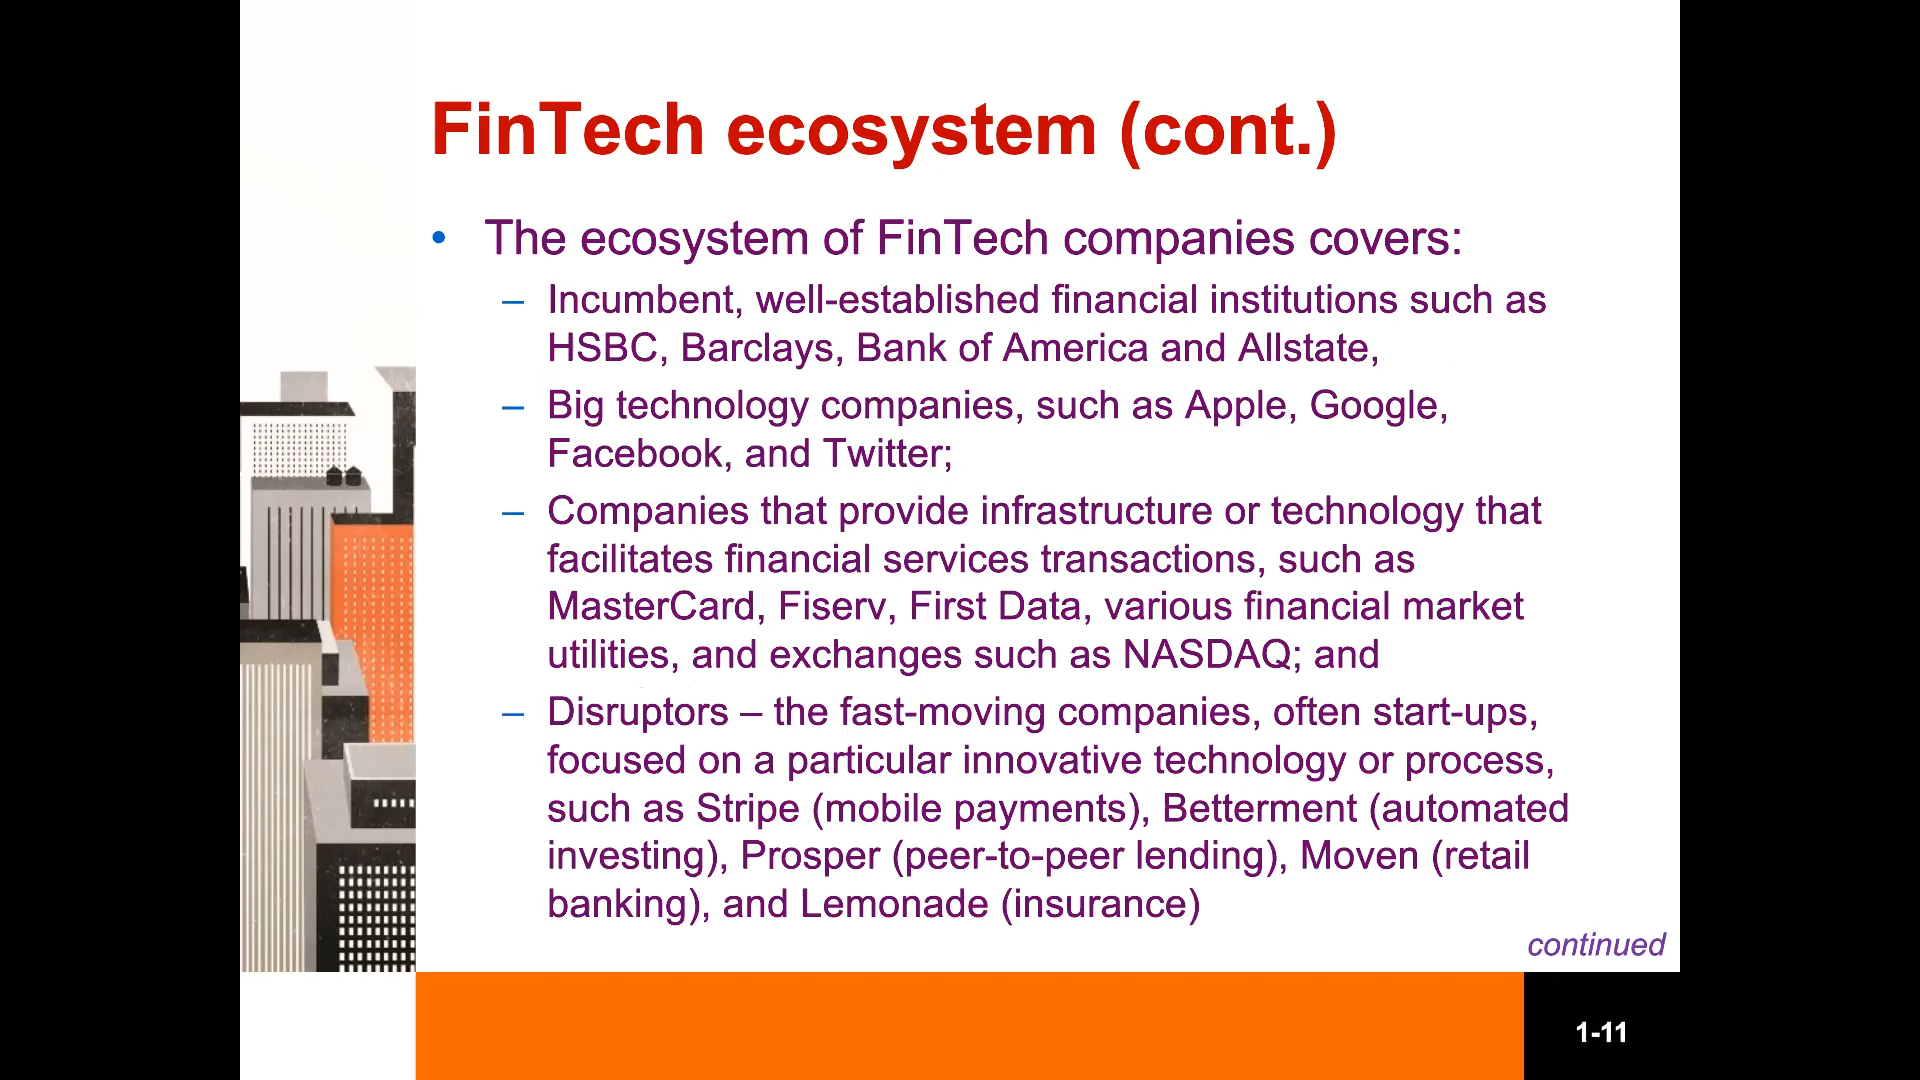 FinTech ecosystem (cont.)
• The ecosystem of FinTech companies covers:
– Incumbent, well-established financial institutions such as
HSBC, Barclays, Bank of America and Allstate,
– Big technology companies, such as Apple, Google,
Facebook, and Twitter;
– Companies that provide infrastructure or technology that
facilitates financial services transactions, such as
MasterCard, Fiserv, First Data, various financial market
utilities, and exchanges such as NASDAQ; and
– Disruptors – the fast-moving companies, often start-ups,
focused on a particular innovative technology or process,
such as Stripe (mobile payments), Betterment (automated
investing), Prosper (peer-to-peer lending), Moven (retail
banking), and Lemonade (insurance)
continued
1-11